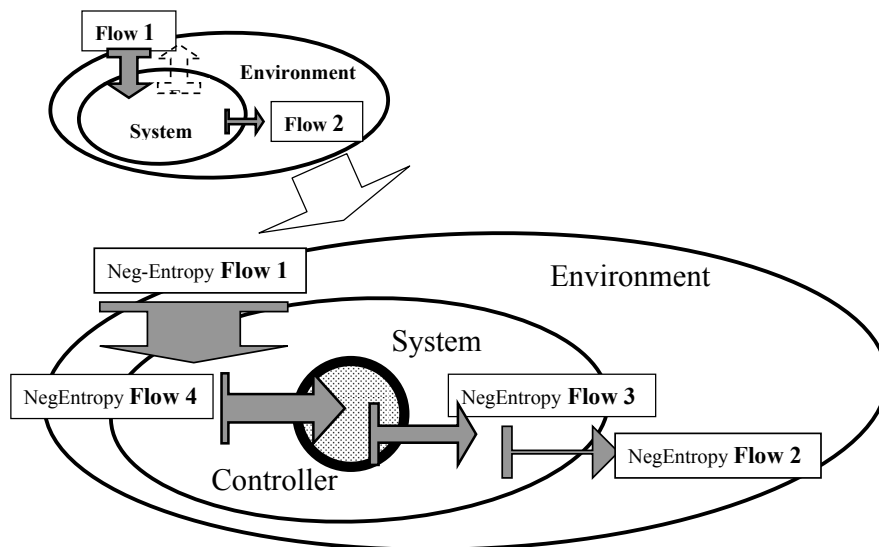 Flow 1
Environment
System
Flow 2
Neg-Entropy Flow 1
Environment
System
NegEntropy Flow 4
NegEntropy Flow 3
NegEntropy Flow 2
Controller